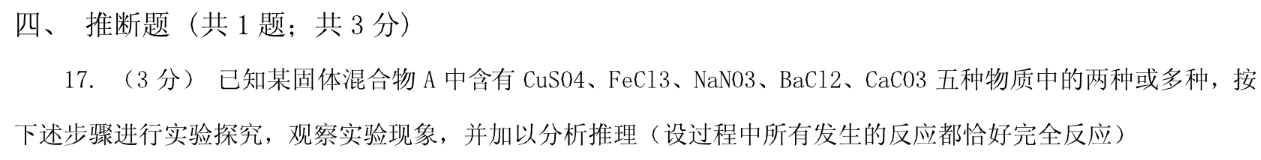 四、 推断题 (共 1 题；共 3 分)
17. （3 分） 已知某固体混合物 A 中含有 CuSO4、FeCl3、NaNO3、BaCl2、CaCO3 五种物质中的两种或多种，按
下述步骤进行实验探究，观察实验现象，并加以分析推理（设过程中所有发生的反应都恰好完全反应）